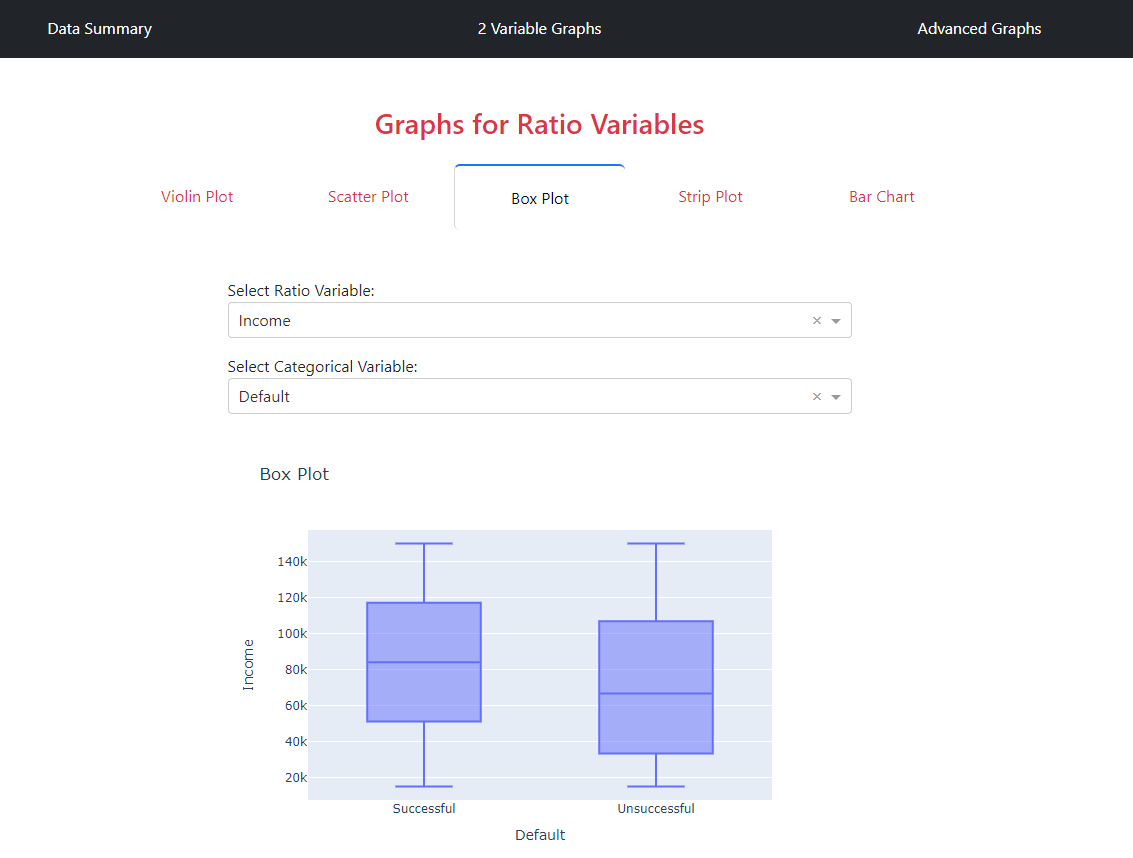 Data Summary 2 Variable Graphs Advanced Graphs
Graphs for Ratio Variables
Violin Plot Scatter Plot Box Plot Strip Plot Bar Chart
Select Ratio Variable:
Income
Select Categorical Variable:
Default
Box Plot
140k
120k
100k
80k
60k
40k
20k
Income
Successful Unsuccessful
Default